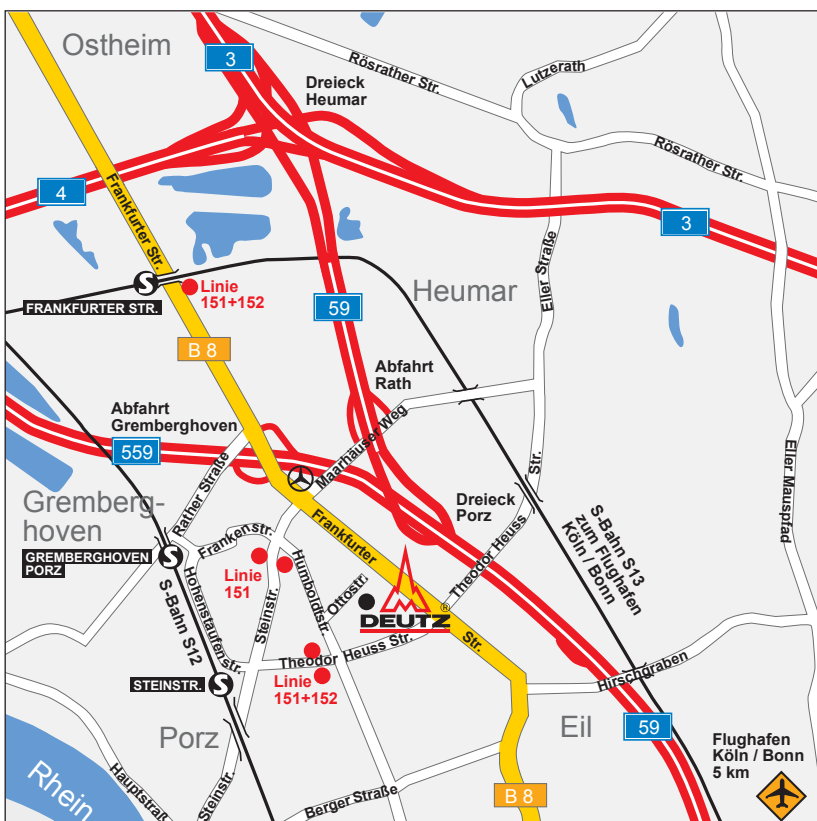 Ostheim
3
Rösrather Str.
Lutzerath
Dreieck
Heumar
Rösrather Str.
4
Frankfurter Str.
3
Eller Straße
Linie
151+152
FRANKFURTER STR.
59
Heumar
B 8
Abfahrt
Rath
Abfahrt
Gremberghoven
559
Maarhäuser Weg
Rather Straße
Eller Mauspfad
Gremberg-
hoven
Dreieck
Porz
Str.
S-Bahn S13
zum Flughafen
Köln / Bonn
Frankfurter
Frankenstr.
GREMBERGHOVEN
PORZ
S
S
S
Linie
151
Humboldtstr.
Ottostr.
Theodor Heuss
DEUTZ
®
Hohenstaufenstr.
S-Bahn S12
Steinstr.
Theodor Heuss Str.
Str.
STEINSTR.
Linie
151+152
Hirschgraben
Porz
Eil
59
Flughafen
Köln / Bonn
5 km
Rhein
Hauptstraße
Steinstr.
Berger Straße
B 8